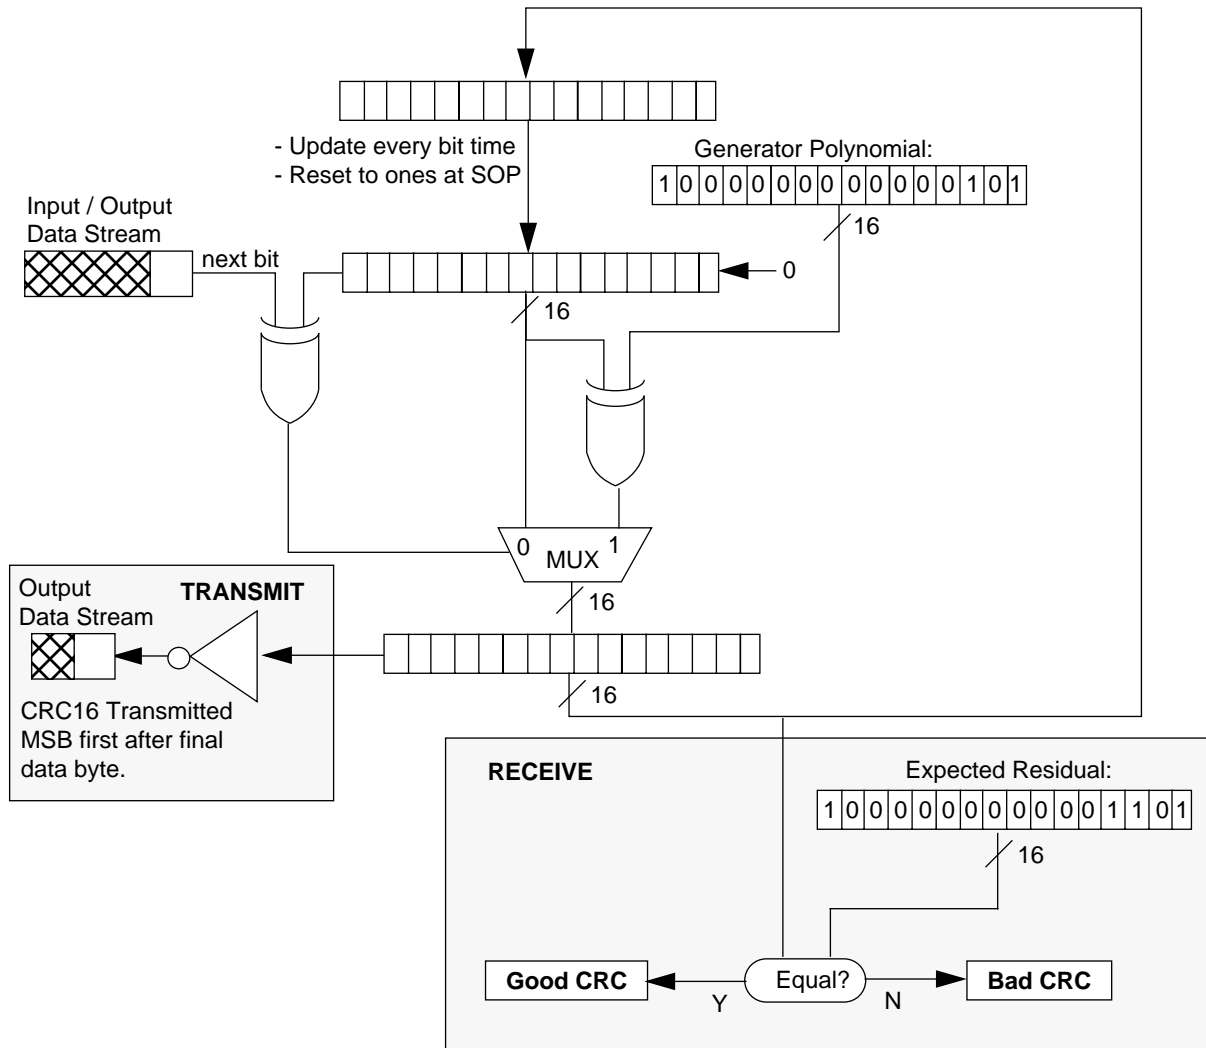 - Update every bit time
- Reset to ones at SOP
Generator Polynomial:
1 0 0 0 0 0 0 0 0 0 0 0 0 1 0 1
16
Input / Output
Data Stream
next bit
0
16
0
1
MUX
16
Output
Data Stream
TRANSMIT
CRC16 Transmitted
MSB first after final
data byte.
16
RECEIVE
Expected Residual:
1 0 0 0 0 0 0 0 0 0 0 0 1 1 0 1
16
Good CRC
Y
Equal?
N
Bad CRC